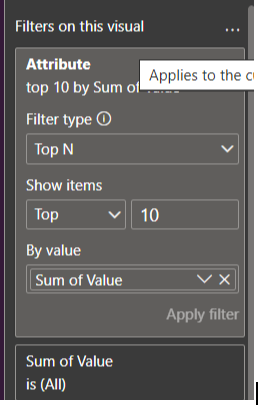 Filters on this visual
Attribute
Applies to the
top 10 by Sum of Value
Filter type
Top N
Show items
Top
10
By value
Sum of Value
Apply filter
Sum of Value
is (All)